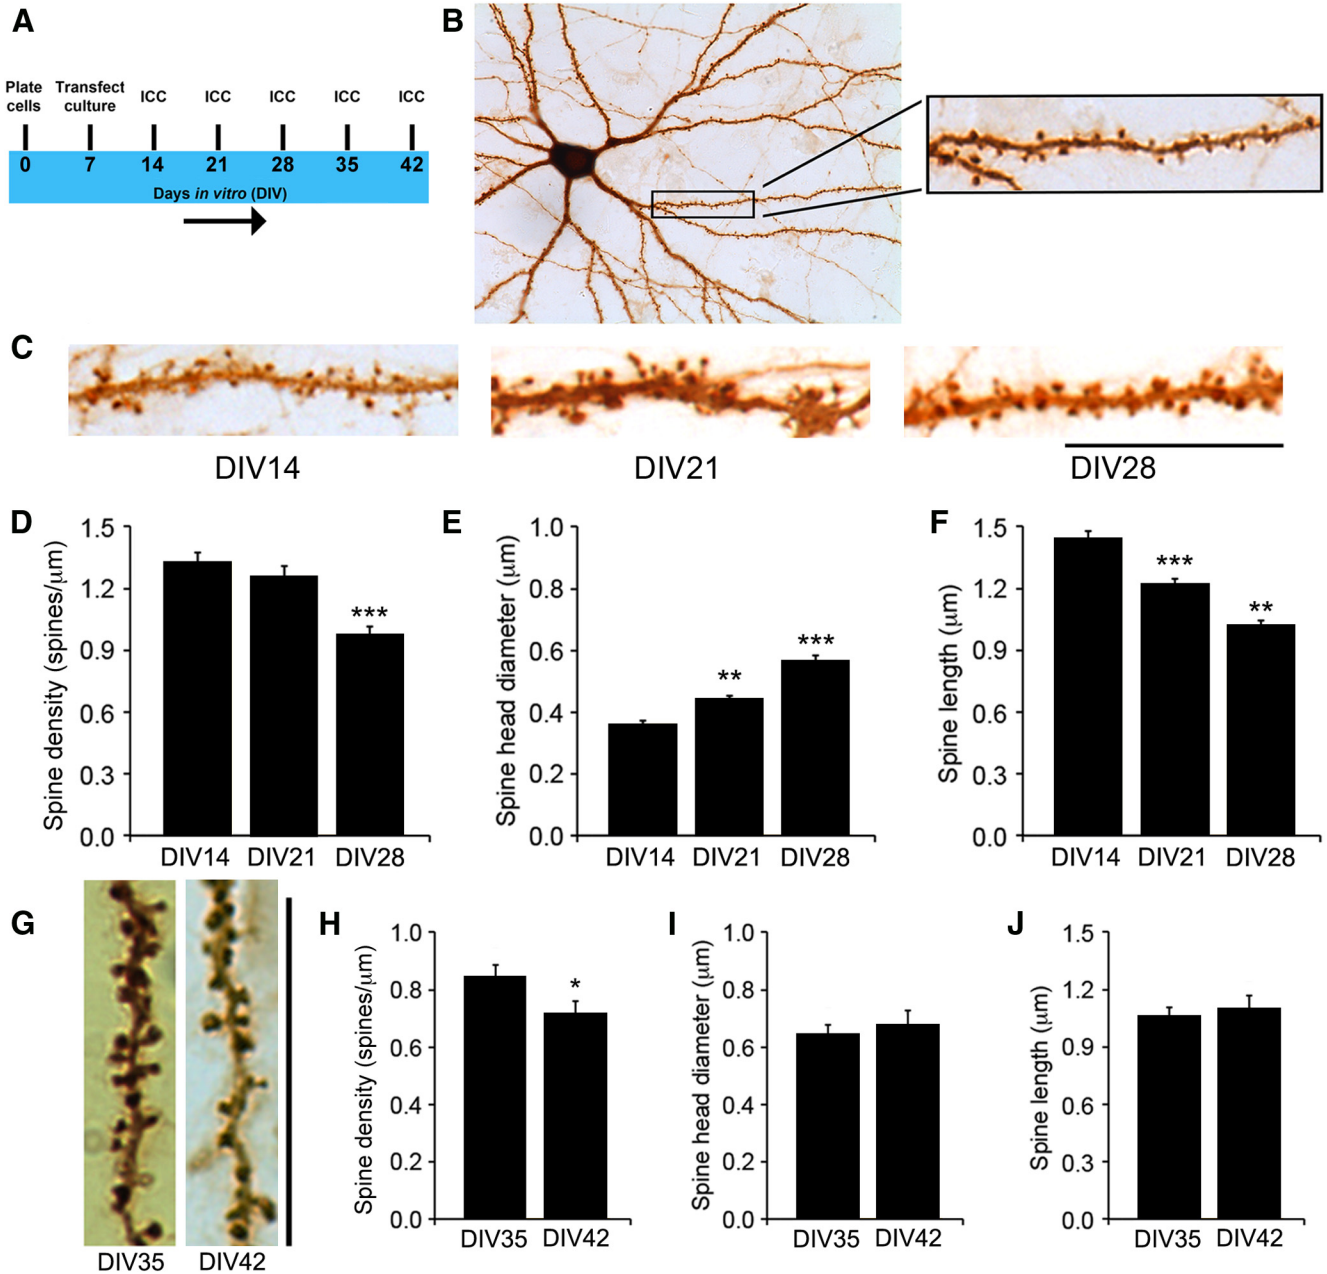 A
Plate cells
Transfect culture
ICC ICC ICC ICC ICC
0 7 14 21 28 35 42
Days in vitro (DIV)
B
C
DIV14 DIV21 DIV28
D
Spine density (spines/μm)
1.5
1.2
0.9
0.6
0.3
0.0
***
DIV14 DIV21 DIV28
E
Spine head diameter (μm)
1.0
0.8
0.6
0.4
0.2
0.0
**
***
DIV14 DIV21 DIV28
F
Spine length (μm)
1.5
1.2
0.9
0.6
0.3
0.0
***
**
DIV14 DIV21 DIV28
G
DIV35 DIV42
H
Spine density (spines/μm)
1.0
0.8
0.6
0.4
0.2
0.0
*
DIV35 DIV42
I
Spine head diameter (μm)
1.0
0.8
0.6
0.4
0.2
0.0
DIV35 DIV42
J
Spine length (μm)
1.5
1.2
0.9
0.6
0.3
0.0
DIV35 DIV42